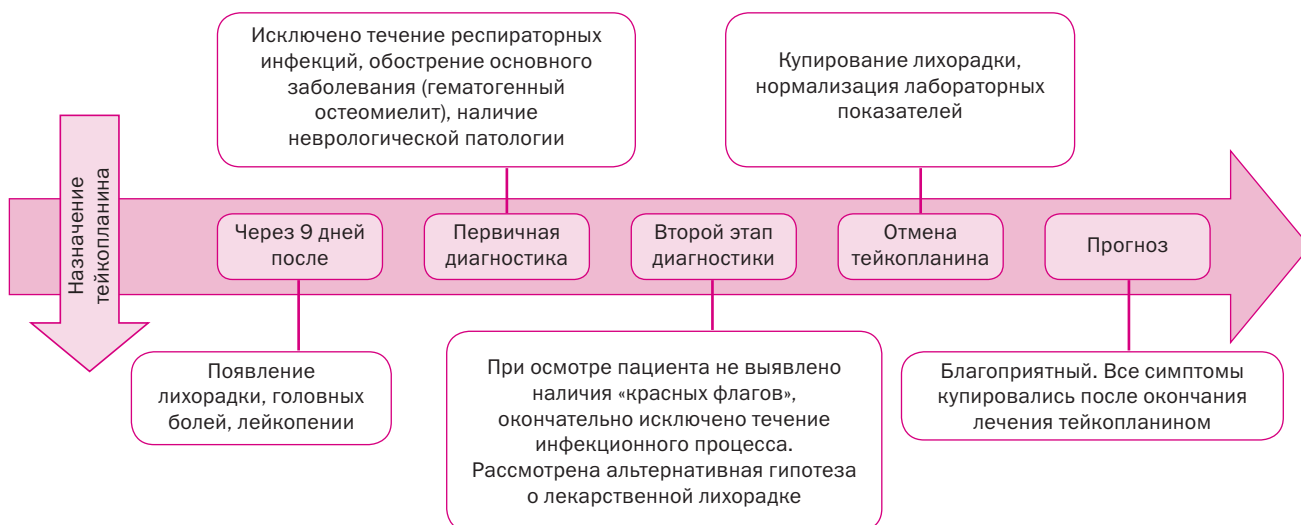 Назначение
тейкопланина
Через 9 дней
после
Появление
лихорадки, головных
болей, лейкопении
Исключено течение респираторных
инфекций, обострение основного
заболевания (гематогенный
остеомиелит), наличие
неврологической патологии
Первичная
диагностика
Второй этап
диагностики
При осмотре пациента не выявлено
наличия «красных флагов»,
окончательно исключено течение
инфекционного процесса.
Рассмотрена альтернативная гипотеза
о лекарственной лихорадке
Купирование лихорадки,
нормализация лабораторных
показателей
Отмена
тейкопланина
Прогноз
Благоприятный. Все симптомы
купировались после окончания
лечения тейкопланином